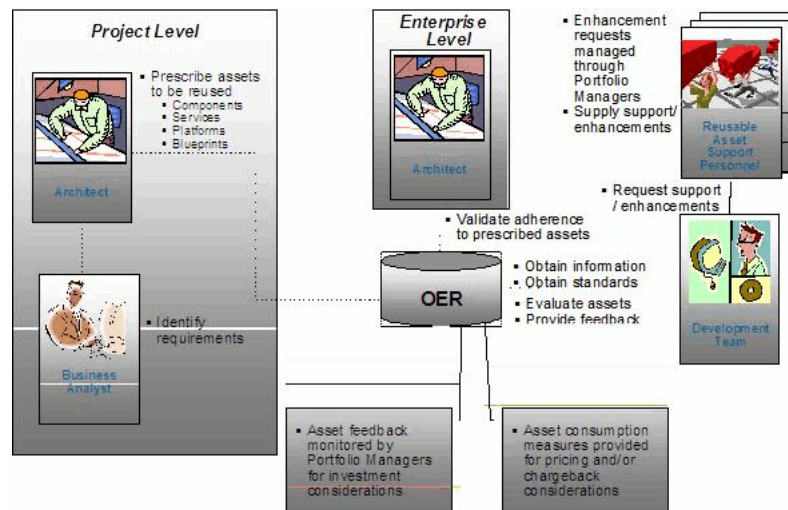 Project Level
▪ Prescribe assets
to be reused
▪ Components
▪ Services
▪ Platforms
▪ Blueprints
Architect
▪ Identify
requirements
Business
Analyst
Enterprise
Level
Architect
▪ Validate adherence
to prescribed assets
OER
▪ Obtain information
▪ Obtain standards
▪ Evaluate assets
▪ Provide feedback
▪ Enhancement
requests
managed
through
Portfolio
Managers
▪ Supply support/
enhancements
Reusable
Asset
Support
Personnel
▪ Request support
/ enhancements
Development
Team
▪ Asset feedback
monitored by
Portfolio Managers
for investment
considerations
▪ Asset consumption
measures provided
for pricing and/or
chargeback
considerations